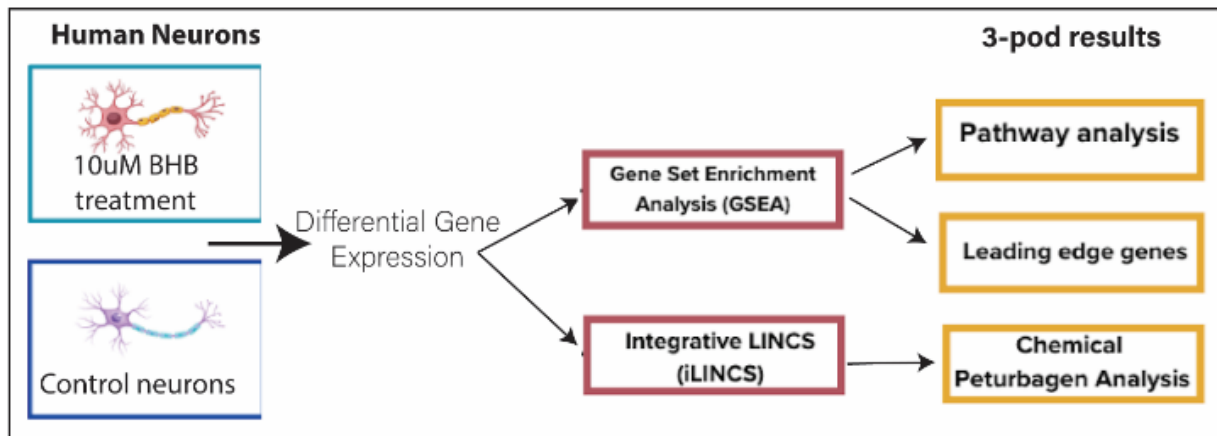 Human Neurons
10uM BHB
treatment
Control neurons
Differential Gene
Expression
Gene Set Enrichment
Analysis (GSEA)
Integrative LINCS
(iLINCS)
3-pod results
Pathway analysis
Leading edge genes
Chemical
Peturbagen Analysis